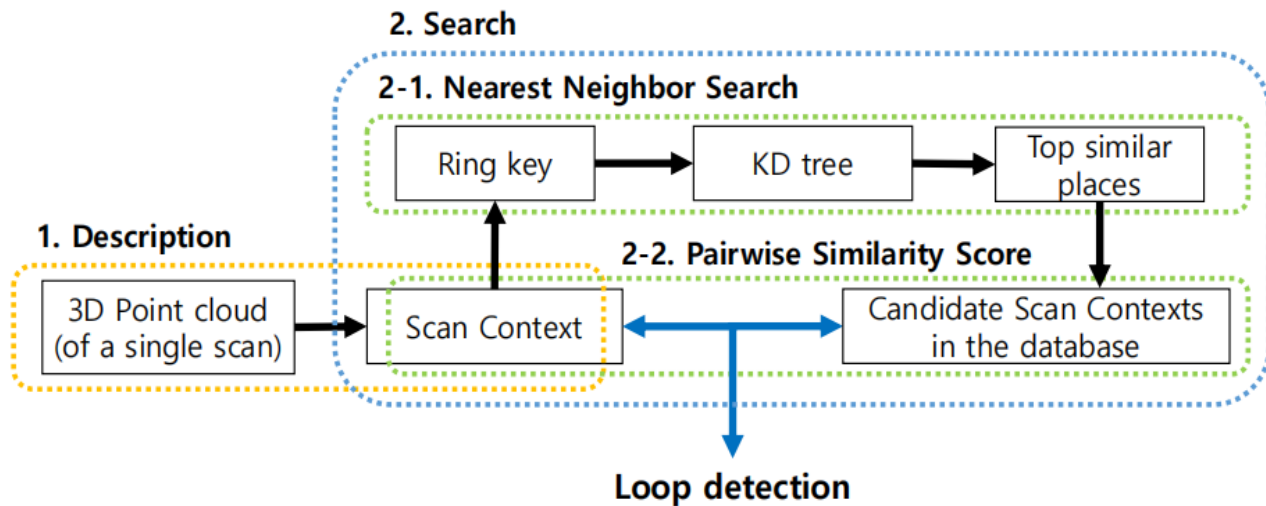 2. Search
2-1. Nearest Neighbor Search
Ring key
KD tree
Top similar
places
1. Description
2-2. Pairwise Similarity Score
3D Point cloud
(of a single scan)
Scan Context
Candidate Scan Contexts
in the database
Loop detection